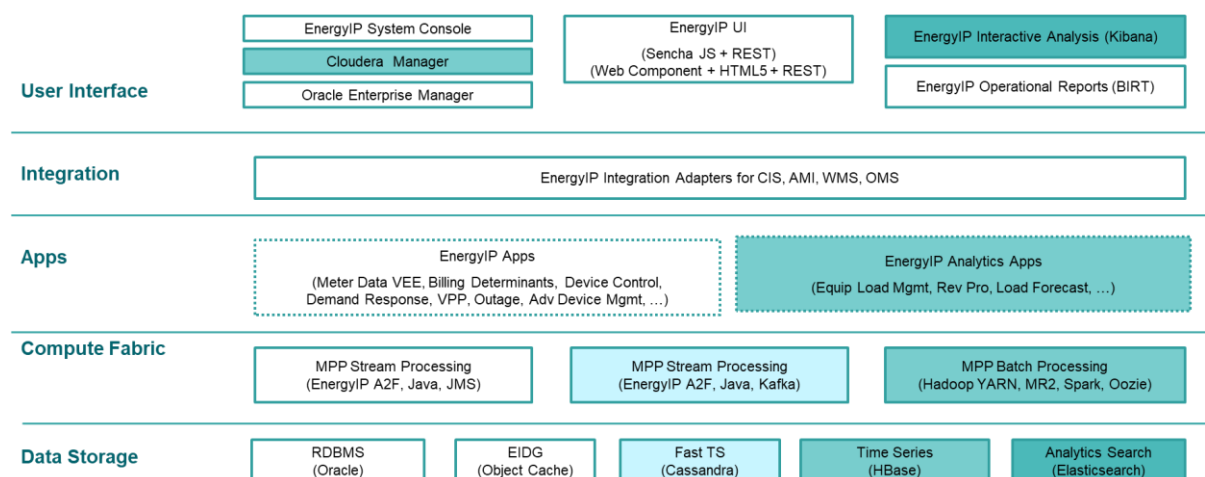 User Interface
EnergyIP System Console
Cloudera Manager
Oracle Enterprise Manager
EnergyIP UI
(Sencha JS + REST)
(Web Component + HTML5 + REST)
EnergyIP Interactive Analysis (Kibana)
EnergyIP Operational Reports (BIRT)
Integration
EnergyIP Integration Adapters for CIS, AMI, WMS, OMS
Apps
EnergyIP Apps
(Meter Data VEE, Billing Determinants, Device Control,
Demand Response, VPP, Outage, Adv Device Mgmt, …)
EnergyIP Analytics Apps
(Equip Load Mgmt, Rev Pro, Load Forecast, …)
Compute Fabric
MPP Stream Processing
(EnergyIP A2F, Java, JMS)
MPP Stream Processing
(EnergyIP A2F, Java, Kafka)
MPP Batch Processing
(Hadoop YARN, MR2, Spark, Oozie)
Data Storage
RDBMS
(Oracle)
EIDG
(Object Cache)
Fast TS
(Cassandra)
Time Series
(HBase)
Analytics Search
(Elasticsearch)